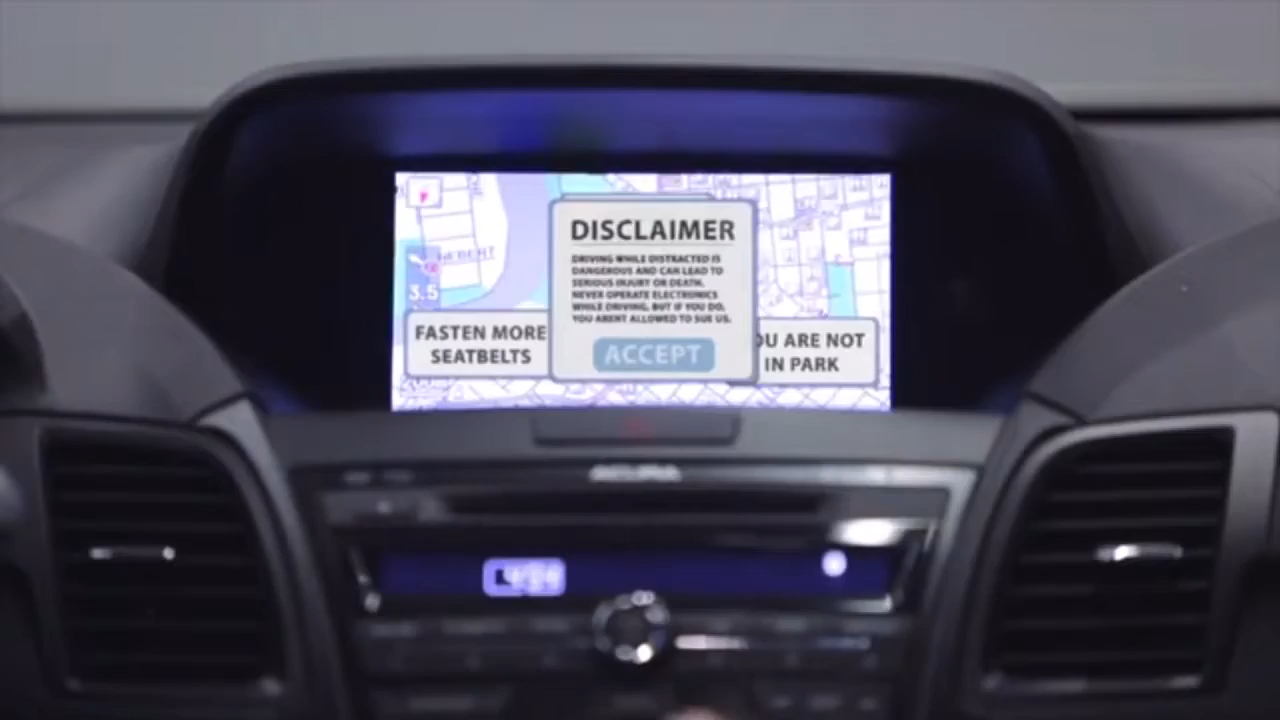 DISCLAIMER
DRIVING WHILE DISTRACTED IS
DANGEROUS AND CAN LEAD TO
SERIOUS INJURY OR DEATH.
NEVER OPERATE ELECTRONICS
WHILE DRIVING, BUT IF YOU DO,
YOU ARENT ALLOWED TO SUE US.
ACCEPT
3.5
FASTEN MORE
SEATBELTS
OU ARE NOT
IN PARK
ACURA